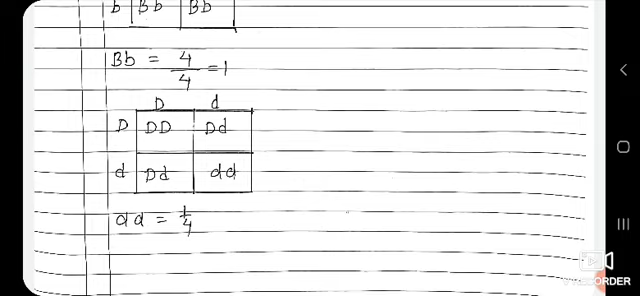 b Bb Bb
Bb = 4/4 = 1
D d
D DD Dd
d Dd dd
dd = 1/4